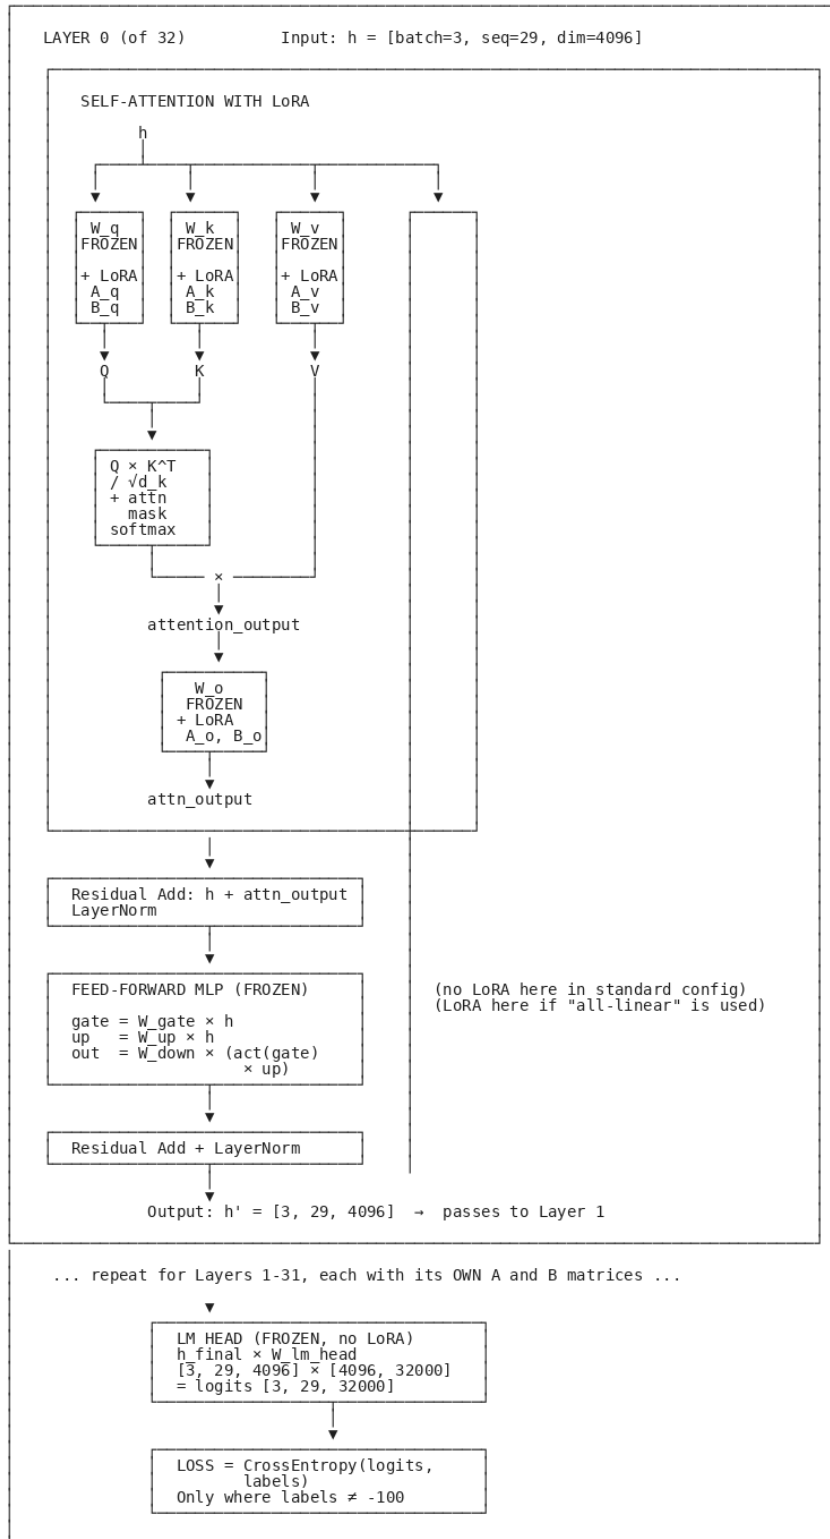 LAYER 0 (of 32) Input: h = [batch=3, seq=29, dim=4096]
SELF-ATTENTION WITH LoRA
h
W_q W_k W_v
FROZEN FROZEN FROZEN
+ LoRA + LoRA + LoRA
A_q A_k A_v
B_q B_k B_v
Q K V
Q × K^T
/ √d_k
+ attn
mask
softmax
×
attention_output
W_o
FROZEN
+ LoRA
A_o, B_o
attn_output
Residual Add: h + attn_output
LayerNorm
FEED-FORWARD MLP (FROZEN) (no LoRA here in standard config)
(LoRA here if "all-linear" is used)
gate = W_gate × h
up = W_up × h
out = W_down × (act(gate)
× up)
Residual Add + LayerNorm
Output: h' = [3, 29, 4096] → passes to Layer 1
... repeat for Layers 1-31, each with its OWN A and B matrices ...
LM HEAD (FROZEN, no LoRA)
h_final × W_lm_head
[3, 29, 4096] × [4096, 32000]
= logits [3, 29, 32000]
LOSS = CrossEntropy(logits,
labels)
Only where labels ≠ -100